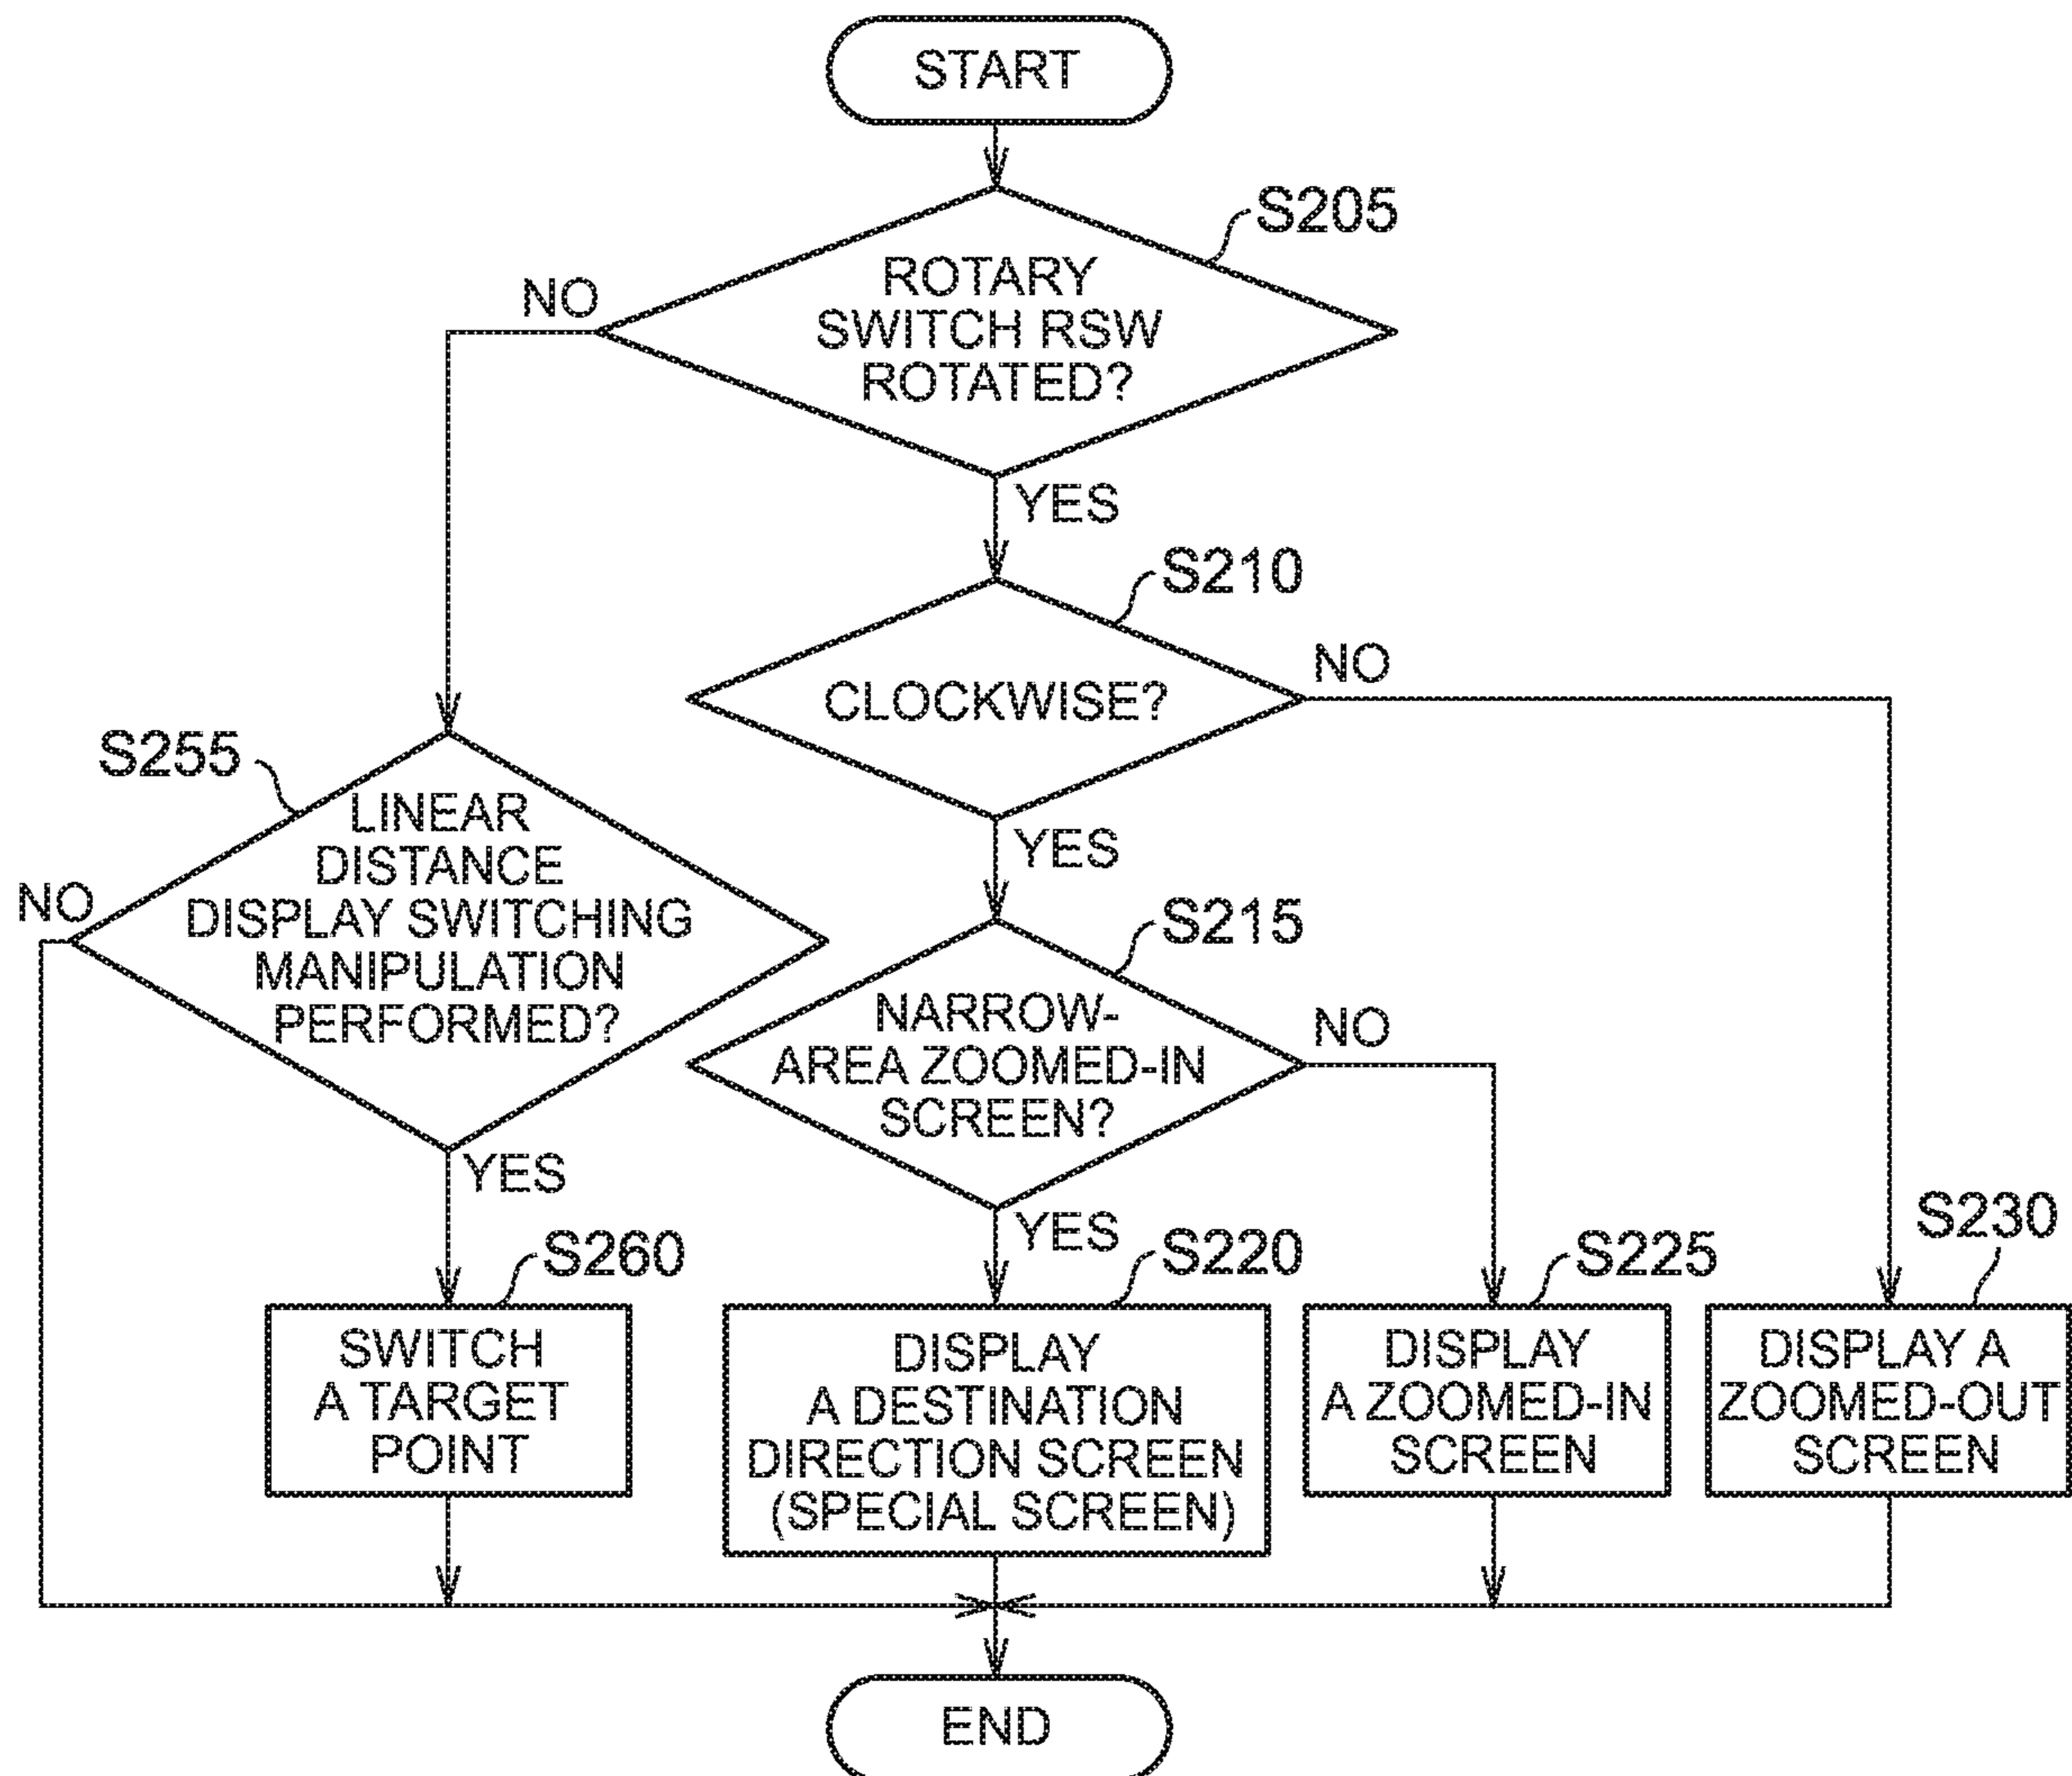 START
S205
ROTARY
SWITCH RSW
ROTATED?
NO
YES
S210
CLOCKWISE?
NO
YES
S255
LINEAR
DISTANCE
DISPLAY SWITCHING
MANIPULATION
PERFORMED?
NO
YES
S215
NARROW-
AREA ZOOMED-IN
SCREEN?
NO
YES
S260
SWITCH
A TARGET
POINT
S220
DISPLAY
A DESTINATION
DIRECTION SCREEN
(SPECIAL SCREEN)
S225
DISPLAY
A ZOOMED-IN
SCREEN
S230
DISPLAY A
ZOOMED-OUT
SCREEN
END